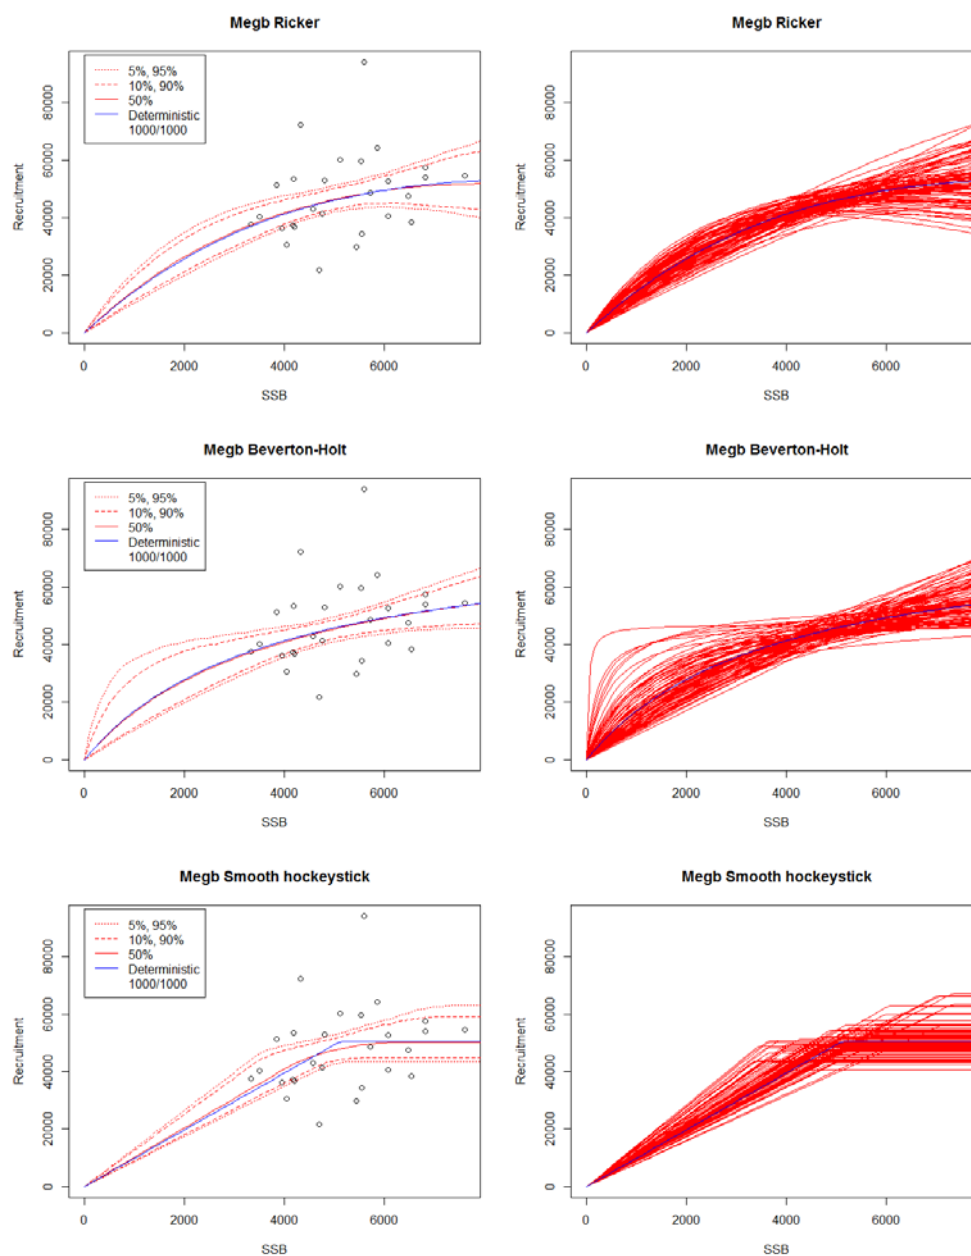 Megb Ricker
5%, 95%
10%, 90%
50%
Deterministic
1000/1000
Recruitment
0 20000 40000 60000 80000
0 2000 4000 6000
SSB
Megb Ricker
Recruitment
0 20000 40000 60000 80000
0 2000 4000 6000
SSB
Megb Beverton-Holt
5%, 95%
10%, 90%
50%
Deterministic
1000/1000
Recruitment
0 20000 40000 60000 80000
0 2000 4000 6000
SSB
Megb Beverton-Holt
Recruitment
0 20000 40000 60000 80000
0 2000 4000 6000
SSB
Megb Smooth hockeystick
5%, 95%
10%, 90%
50%
Deterministic
1000/1000
Recruitment
0 20000 40000 60000 80000
0 2000 4000 6000
SSB
Megb Smooth hockeystick
Recruitment
0 20000 40000 60000 80000
0 2000 4000 6000
SSB